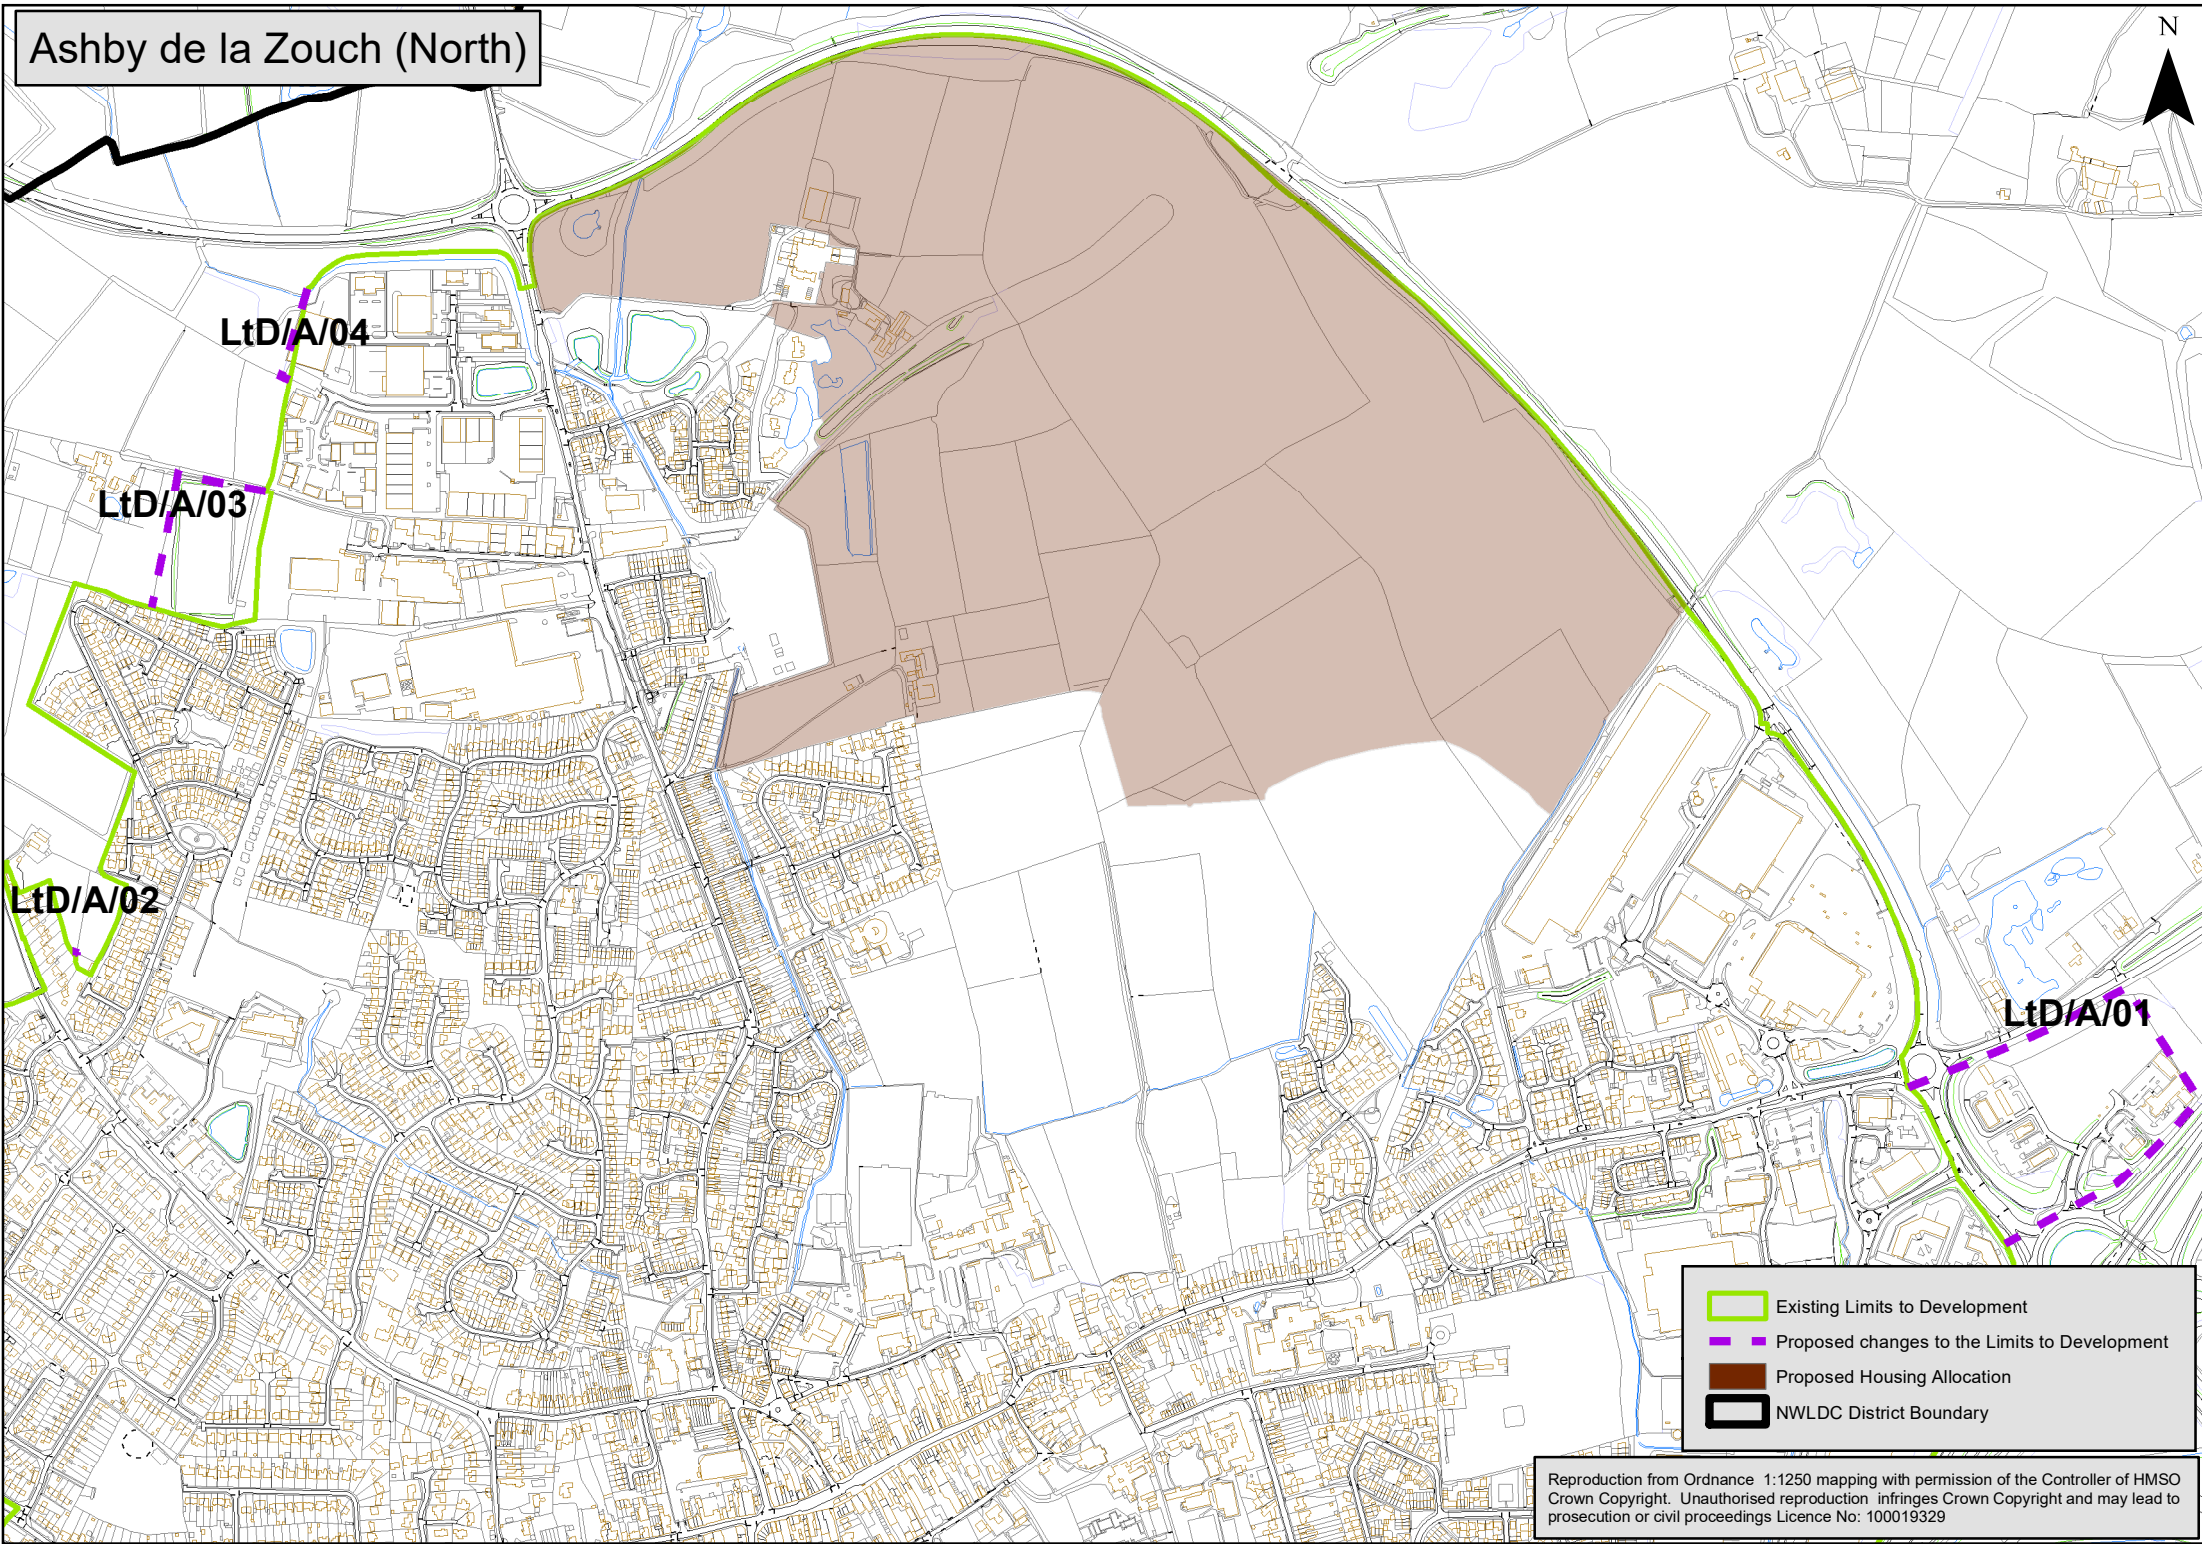 Ashby de la Zouch (North)
N
LtD/A/04
LtD/A/03
LtD/A/02
LtD/A/01
Existing Limits to Development
Proposed changes to the Limits to Development
Proposed Housing Allocation
NWLDC District Boundary
Reproduction from Ordnance 1:1250 mapping with permission of the Controller of HMSO
Crown Copyright. Unauthorised reproduction infringes Crown Copyright and may lead to
prosecution or civil proceedings Licence No: 100019329